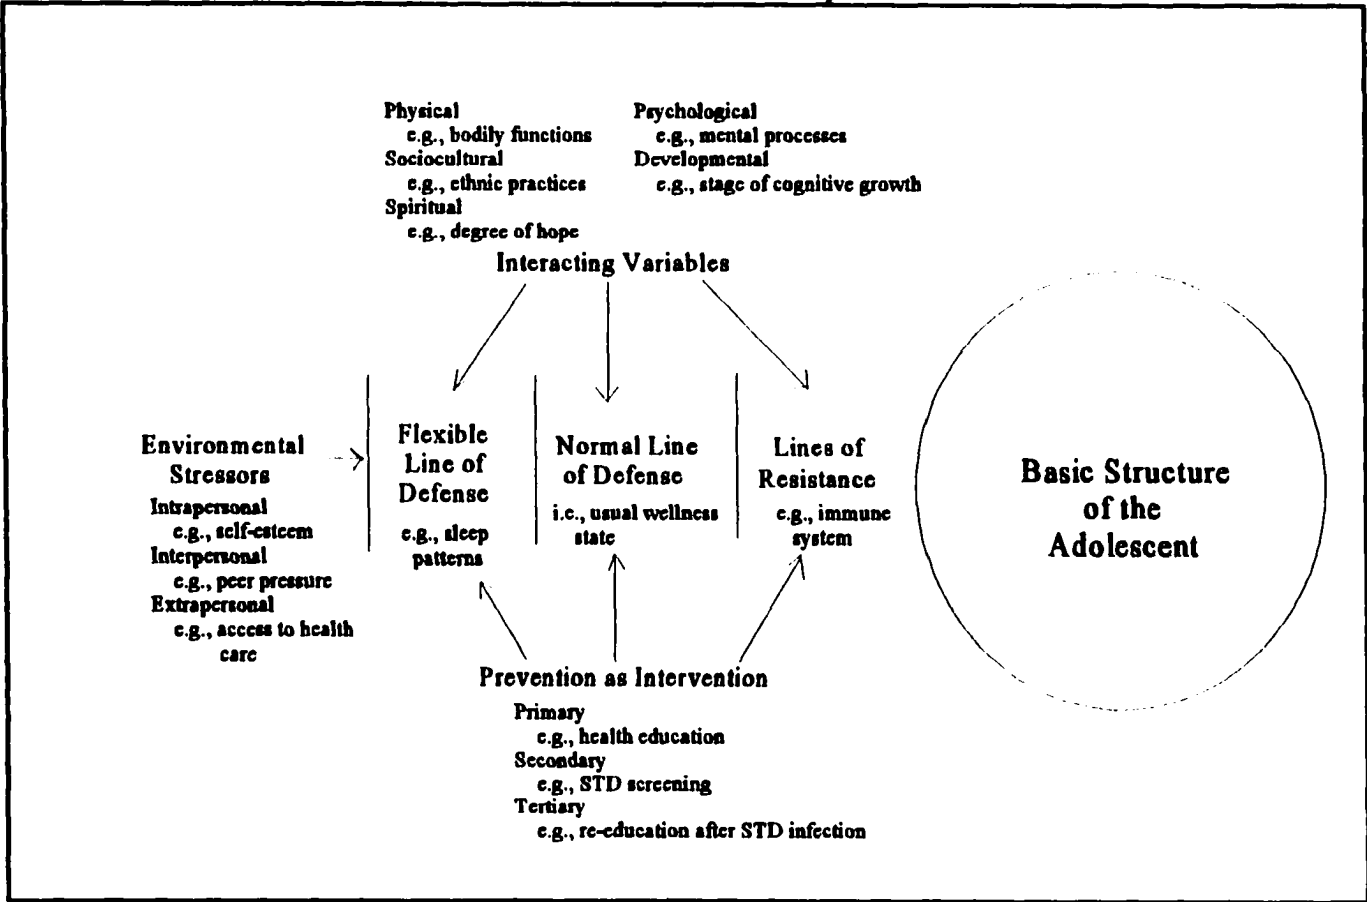 Physical
e.g., bodily functions
Sociocultural
e.g., ethnic practices
Spiritual
e.g., degree of hope
Psychological
e.g., mental processes
Developmental
e.g., stage of cognitive growth
Interacting Variables
Environmental
Stressors
Intrapersonal
e.g., self-esteem
Interpersonal
e.g., peer pressure
Extrapersonal
e.g., access to health
care
Flexible
Line of
Defense
e.g., sleep
patterns
Normal Line
of Defense
i.e., usual wellness
state
Lines of
Resistance
e.g., immune
system
Basic Structure
of the
Adolescent
Prevention as Intervention
Primary
e.g., health education
Secondary
e.g., STD screening
Tertiary
e.g., re-education after STD infection